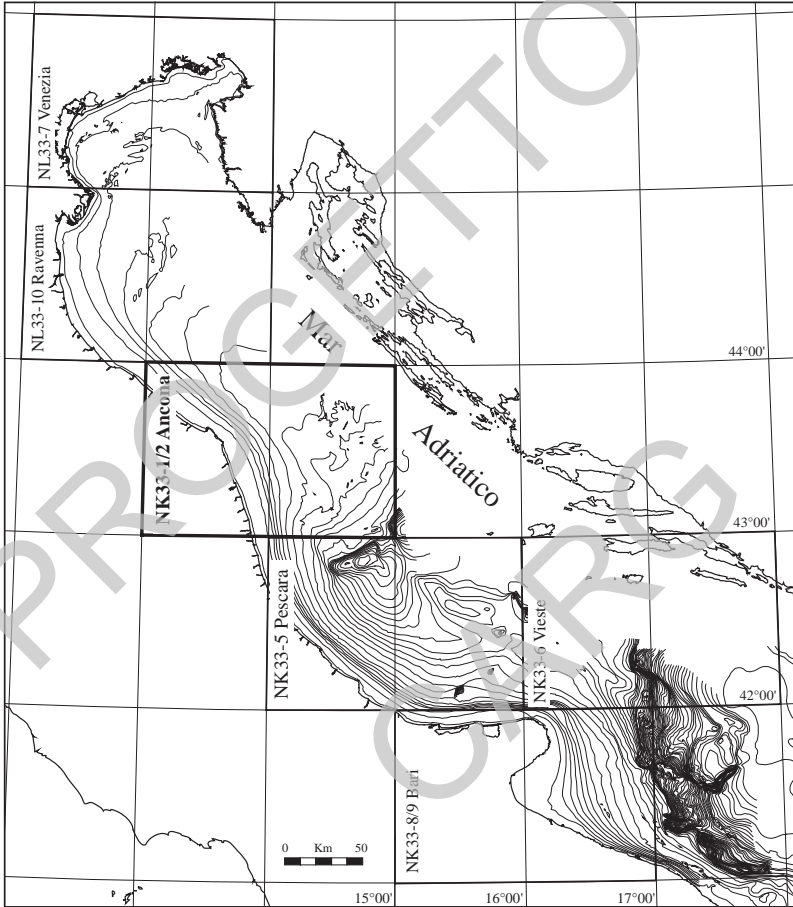 NL33-7 Venezia
NL33-10 Ravenna
NK33-1/2 Ancona
NK33-5 Pescara
NK33-6 Vieste
NK33-8/9 Bari
Mar
Adriatico
44°00'
43°00'
42°00'
0 Km 50
15°00'
16°00'
17°00'
PROGETTO
CARG